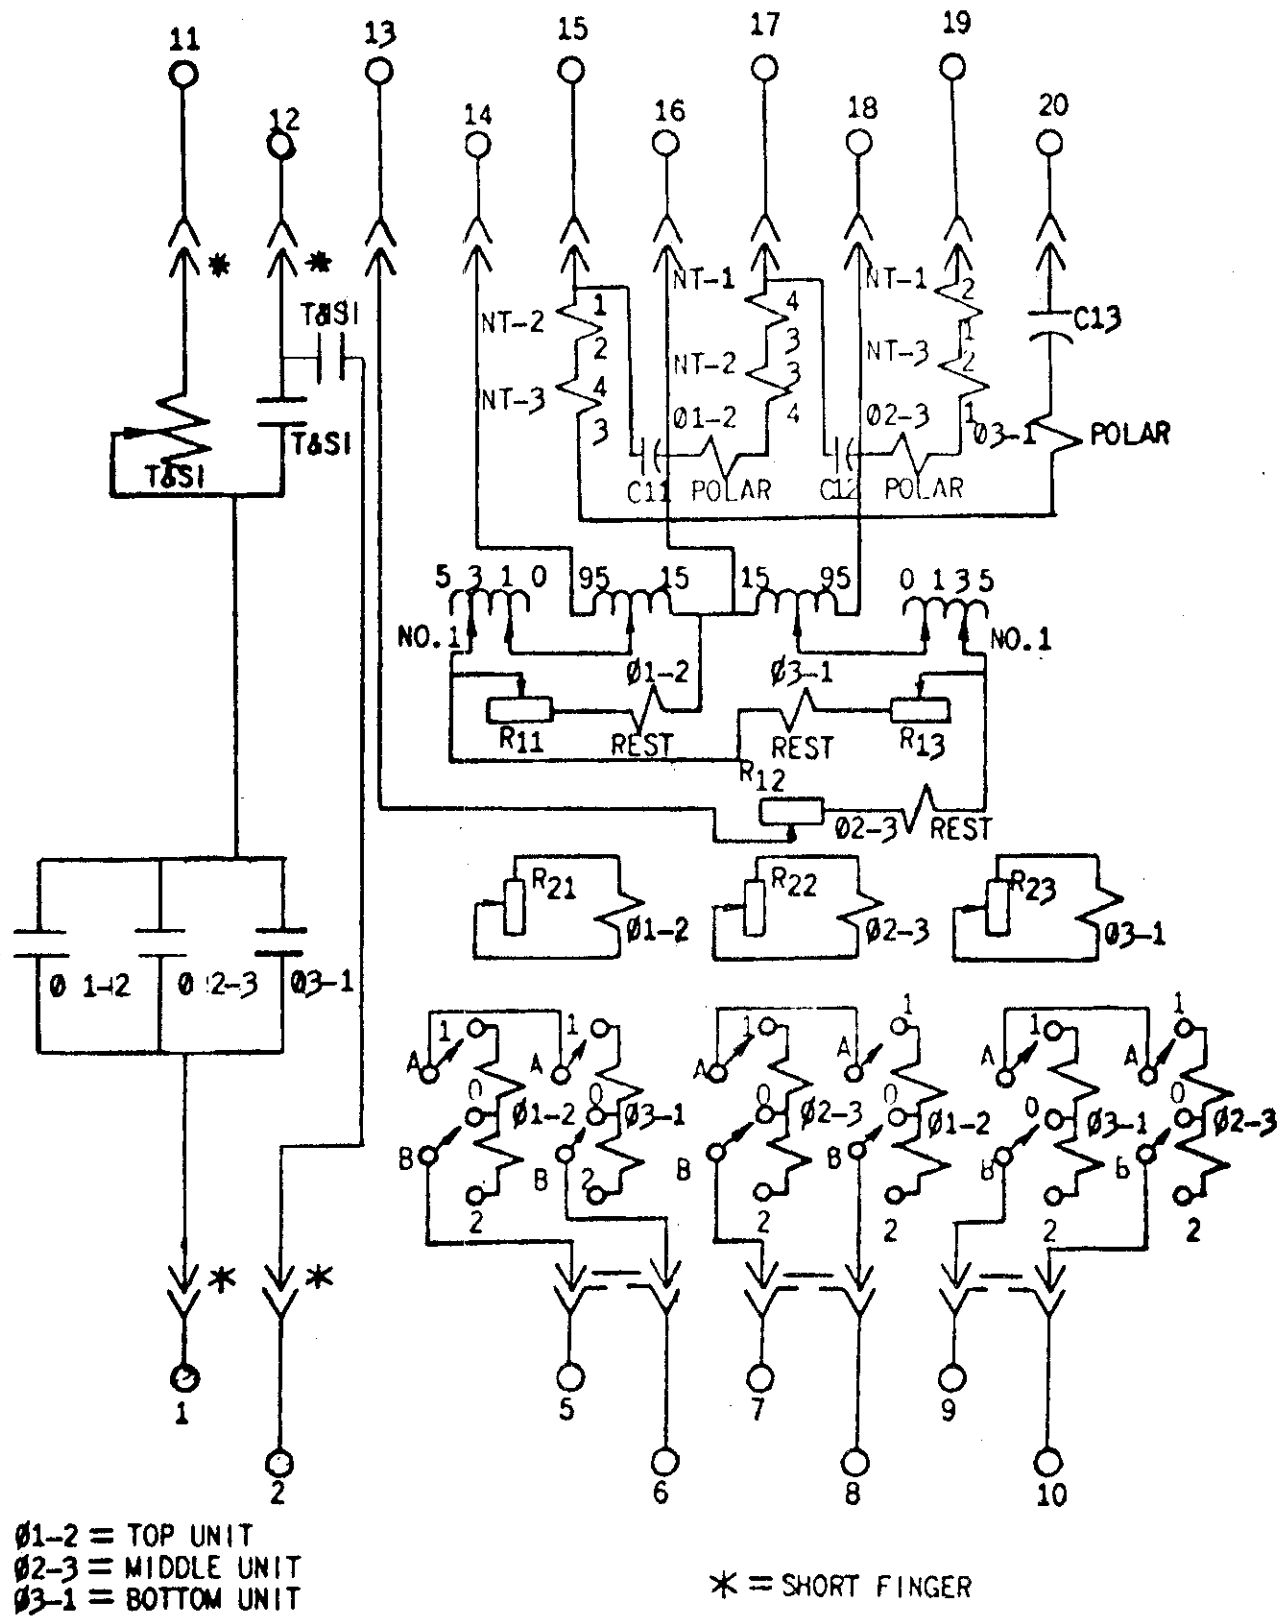 11 13 15 17 19
12 14 16 18 20
* *
T&SI
NT-2 1 2
NT-1 4 3
NT-1 2 1
C13
NT-3 4 3
NT-2 3 4
NT-3 2 1
T&SI T&SI
Ø1-2 Ø2-3 Ø3-1 POLAR
C11 POLAR C12 POLAR
5 3 1 0 95 15 15 95 0 1 3 5
NO.1 NO.1
Ø1-2 Ø3-1
R11 REST REST R13
R12
Ø2-3 REST
R21 R22 R23
Ø1-2 Ø2-3 Ø3-1
Ø 1-2 Ø 2-3 Ø3-1
1 1 1 1 1 1
A A A A A A
0 0 0 0 0 0
Ø1-2 Ø3-1 Ø2-3 Ø1-2 Ø3-1 Ø2-3
B B B B B B
2 2 2 2 2 2
* *
1 5 7 9
2 6 8 10
Ø1-2 = TOP UNIT
Ø2-3 = MIDDLE UNIT
Ø3-1 = BOTTOM UNIT
* = SHORT FINGER